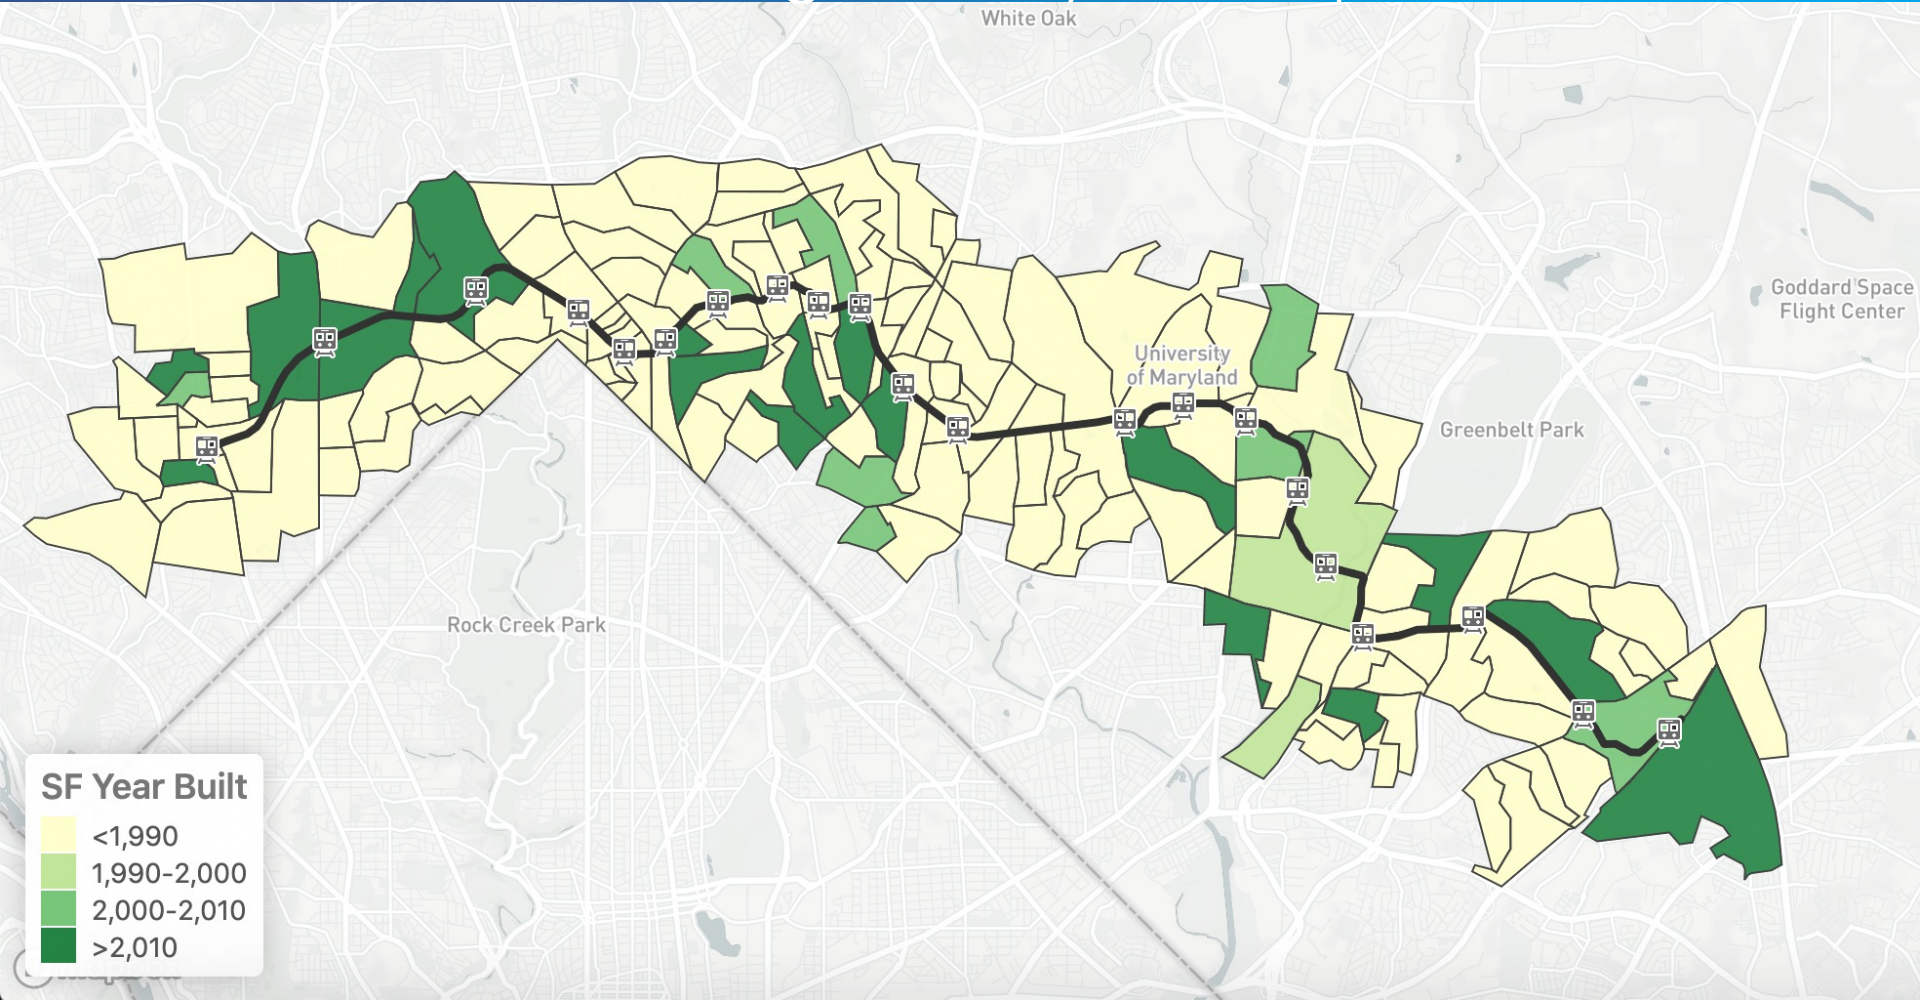 White Oak
Goddard Space
Flight Center
University
of Maryland
Greenbelt Park
Rock Creek Park
SF Year Built
<1,990
1,990-2,000
2,000-2,010
>2,010